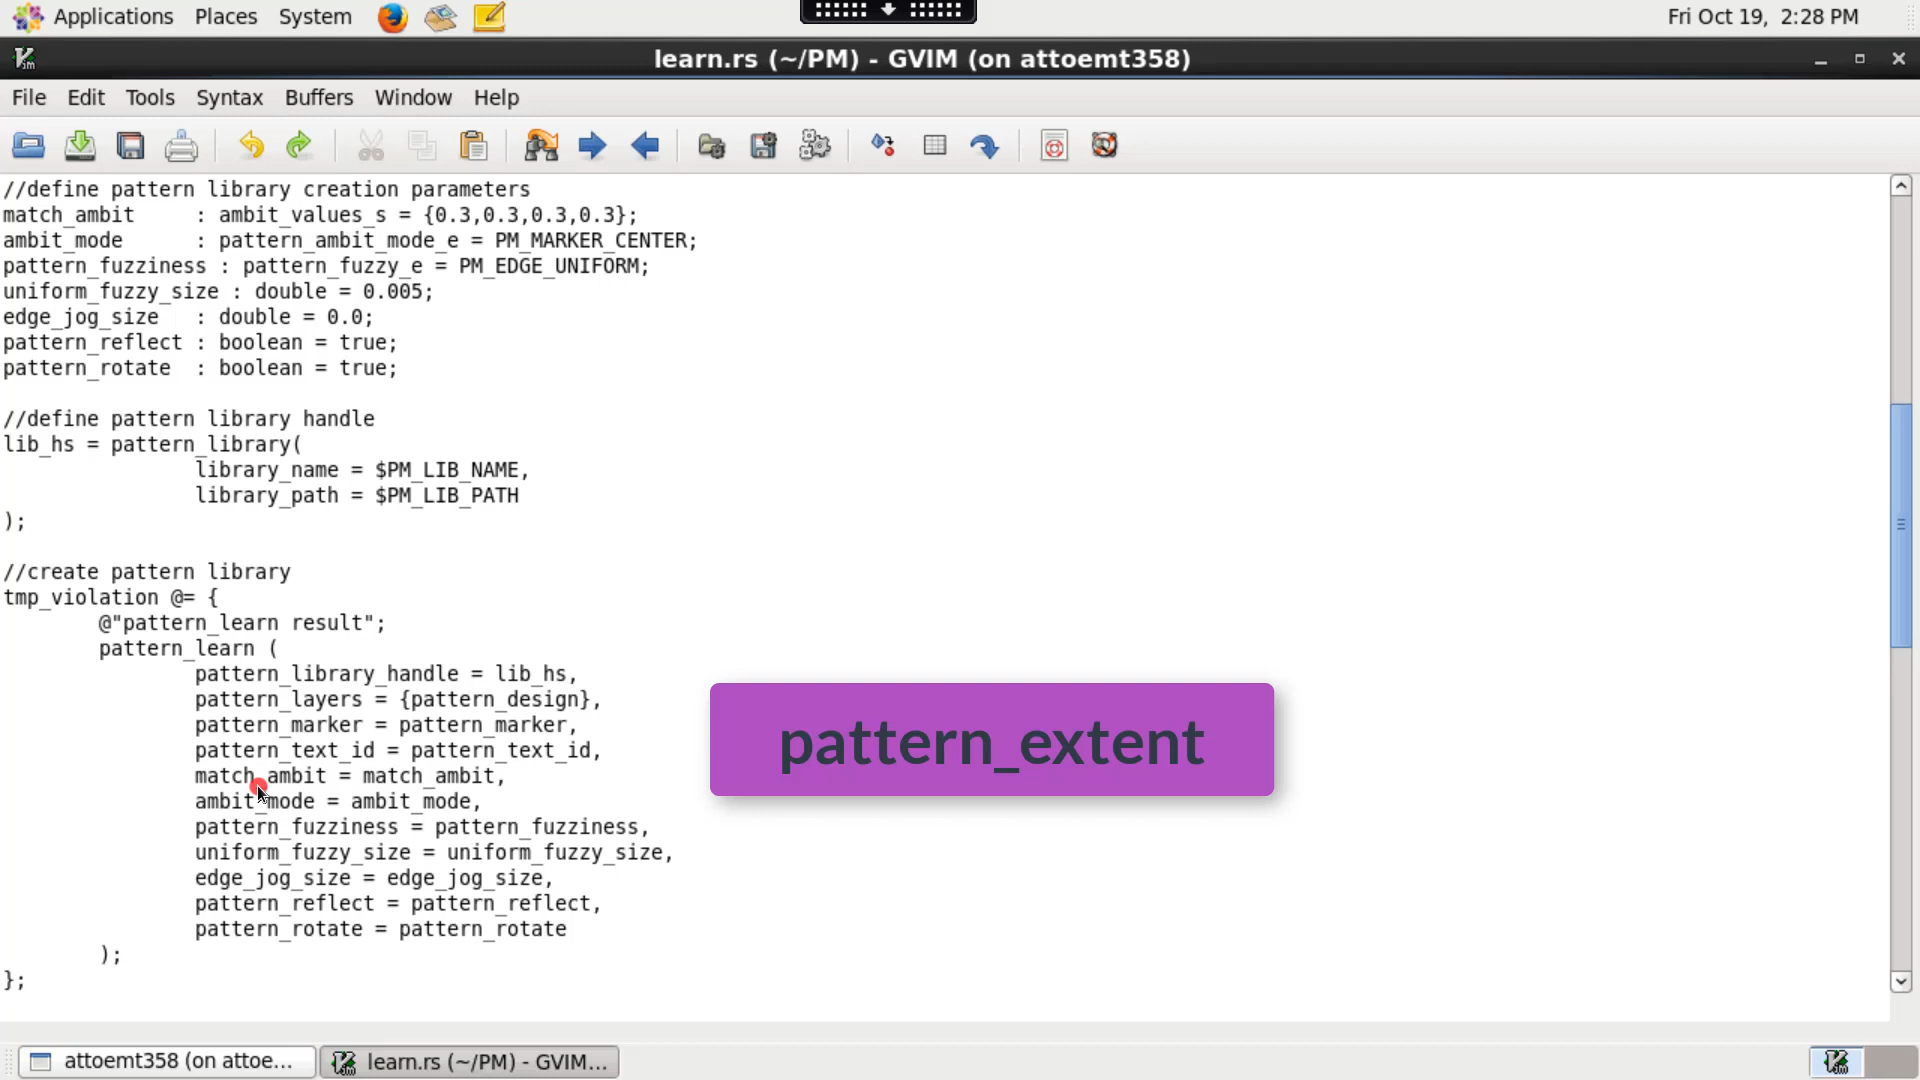 Applications Places System Fri Oct 19, 2:28 PM
learn.rs (~/PM) - GVIM (on attoemt358)
File Edit Tools Syntax Buffers Window Help
//define pattern library creation parameters
match_ambit     : ambit_values_s = {0.3,0.3,0.3,0.3};
ambit_mode      : pattern_ambit_mode_e = PM_MARKER_CENTER;
pattern_fuzziness : pattern_fuzzy_e = PM_EDGE_UNIFORM;
uniform_fuzzy_size : double = 0.005;
edge_jog_size   : double = 0.0;
pattern_reflect : boolean = true;
pattern_rotate  : boolean = true;
//define pattern library handle
lib_hs = pattern_library(
                library_name = $PM_LIB_NAME,
                library_path = $PM_LIB_PATH
);
//create pattern library
tmp_violation @= {
        @"pattern_learn result";
        pattern_learn (
                pattern_library_handle = lib_hs,
                pattern_layers = {pattern_design},
                pattern_marker = pattern_marker,
                pattern_text_id = pattern_text_id,
                match_ambit = match_ambit,
                ambit_mode = ambit_mode,
                pattern_fuzziness = pattern_fuzziness,
                uniform_fuzzy_size = uniform_fuzzy_size,
                edge_jog_size = edge_jog_size,
                pattern_reflect = pattern_reflect,
                pattern_rotate = pattern_rotate
        );
};
pattern_extent
attoemt358 (on attoe... learn.rs (~/PM) - GVIM...